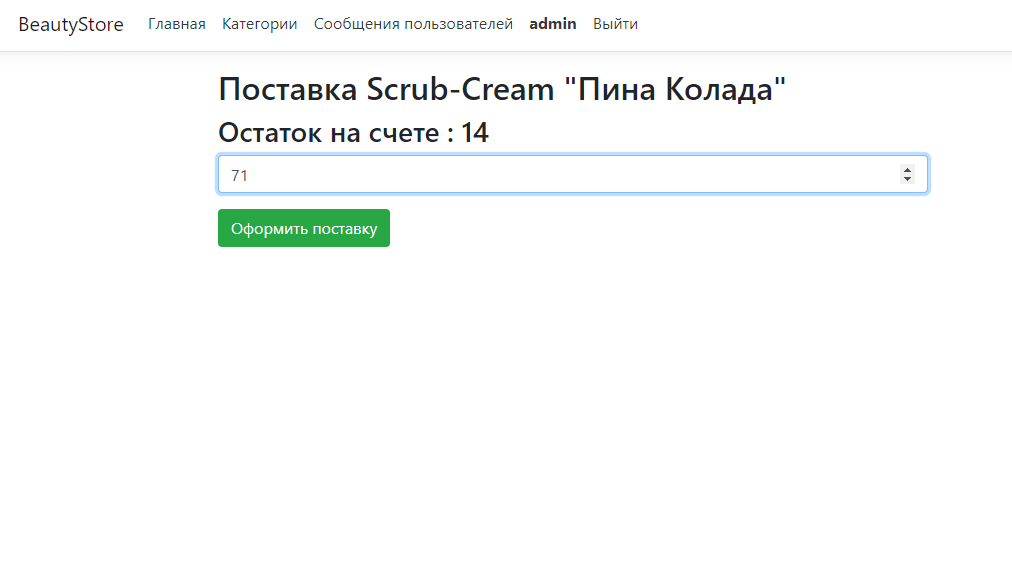 BeautyStore Главная Категории Сообщения пользователей admin Выйти
Поставка Scrub-Cream "Пина Колада"
Остаток на счете : 14
71
Оформить поставку